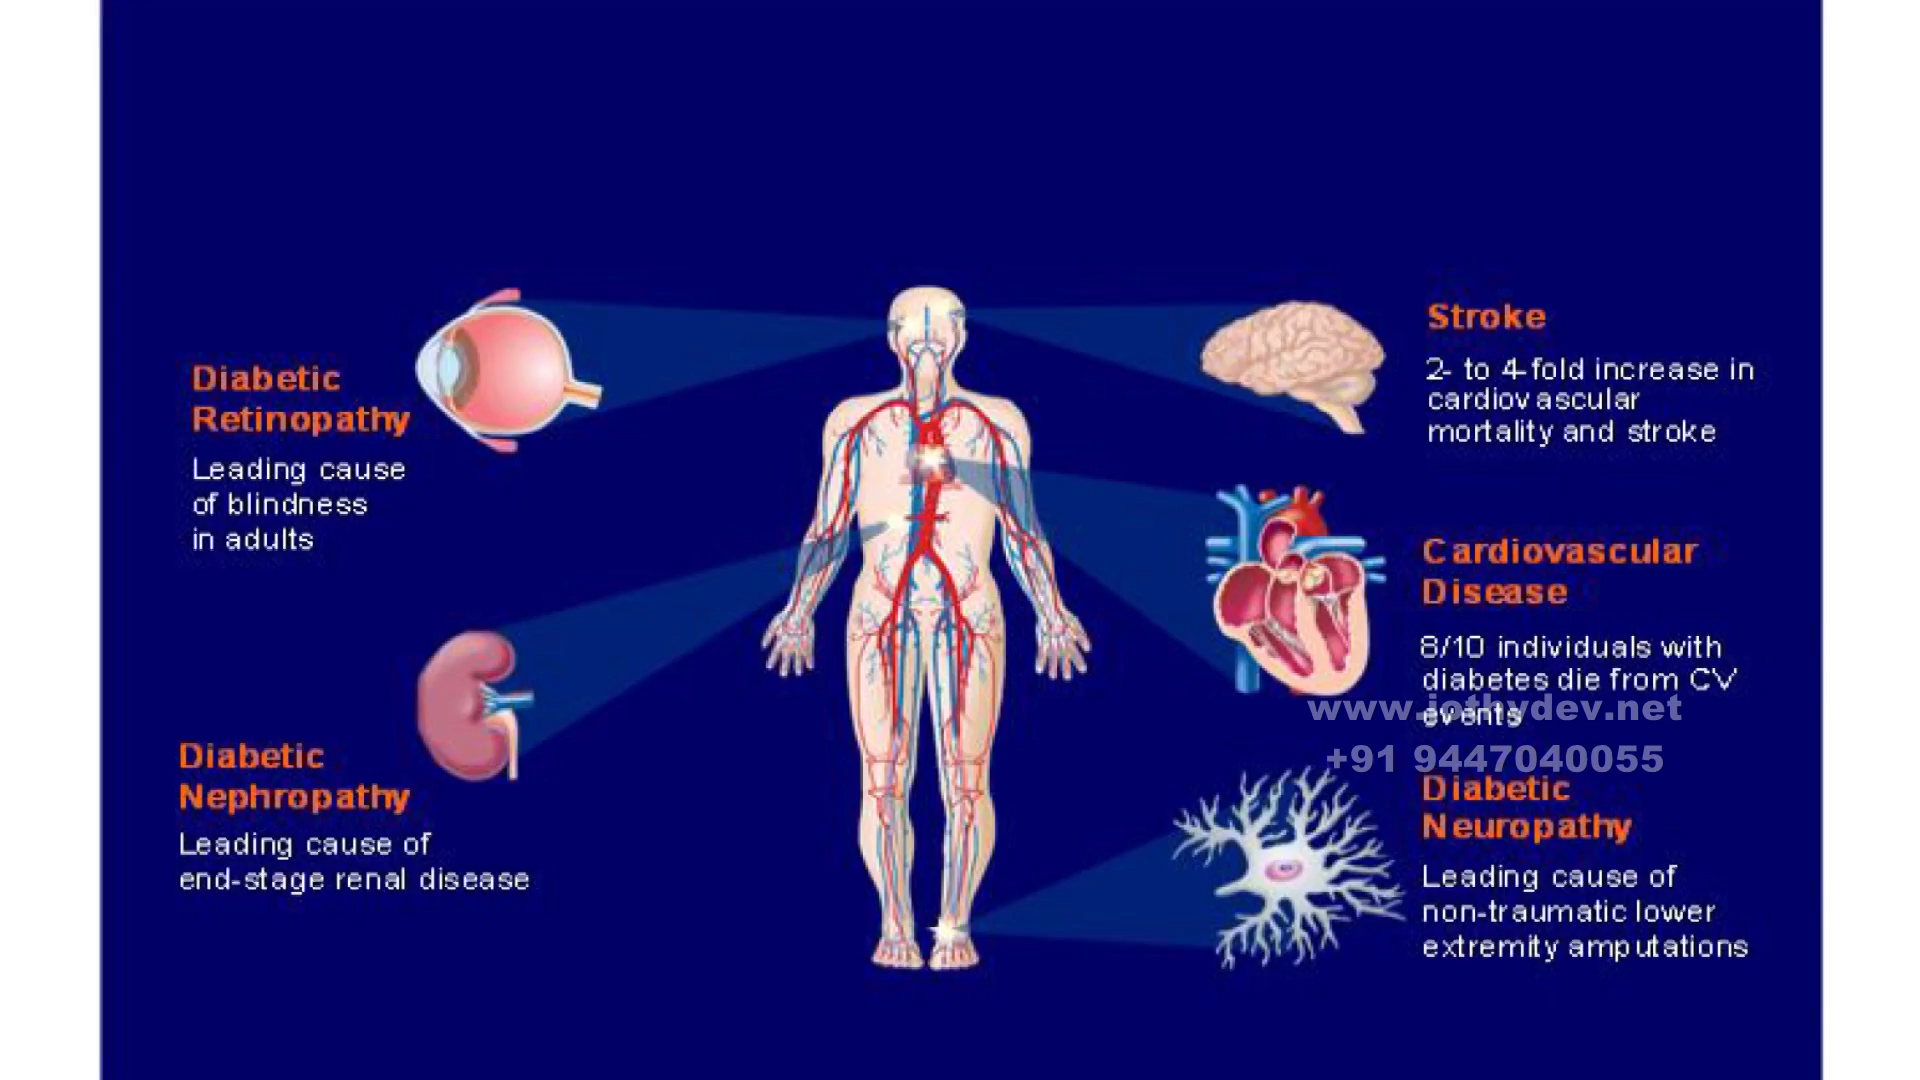 Diabetic
Retinopathy
Leading cause
of blindness
in adults
Diabetic
Nephropathy
Leading cause of
end-stage renal disease
Stroke
2- to 4-fold increase in
cardiovascular
mortality and stroke
Cardiovascular
Disease
8/10 individuals with
diabetes die from CV
events
www.jothydev.net
+91 9447040055
Diabetic
Neuropathy
Leading cause of
non-traumatic lower
extremity amputations